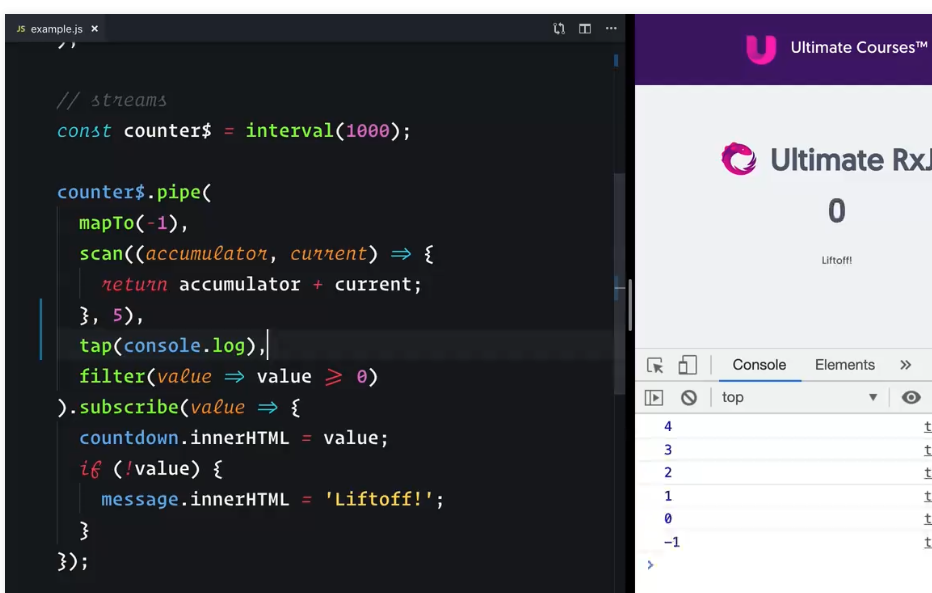 JS example.js ×
});
// streams
const counter$ = interval(1000);
counter$.pipe(
mapTo(-1),
scan((accumulator, current) => {
return accumulator + current;
}, 5),
tap(console.log),
filter(value => value >= 0)
).subscribe(value => {
countdown.innerHTML = value;
if (!value) {
message.innerHTML = 'Liftoff!';
}
});
Ultimate Courses™
Ultimate RxJ
0
Liftoff!
Console Elements »
top
4 t
3 t
2 t
1 t
0 t
-1 t